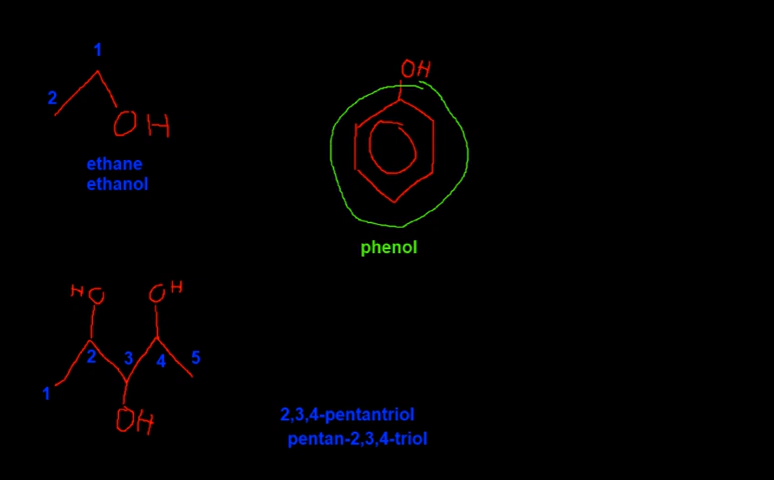 1
2
OH
ethane
ethanol
OH
phenol
HO
OH
1
2
3
4
5
OH
2,3,4-pentantriol
pentan-2,3,4-triol